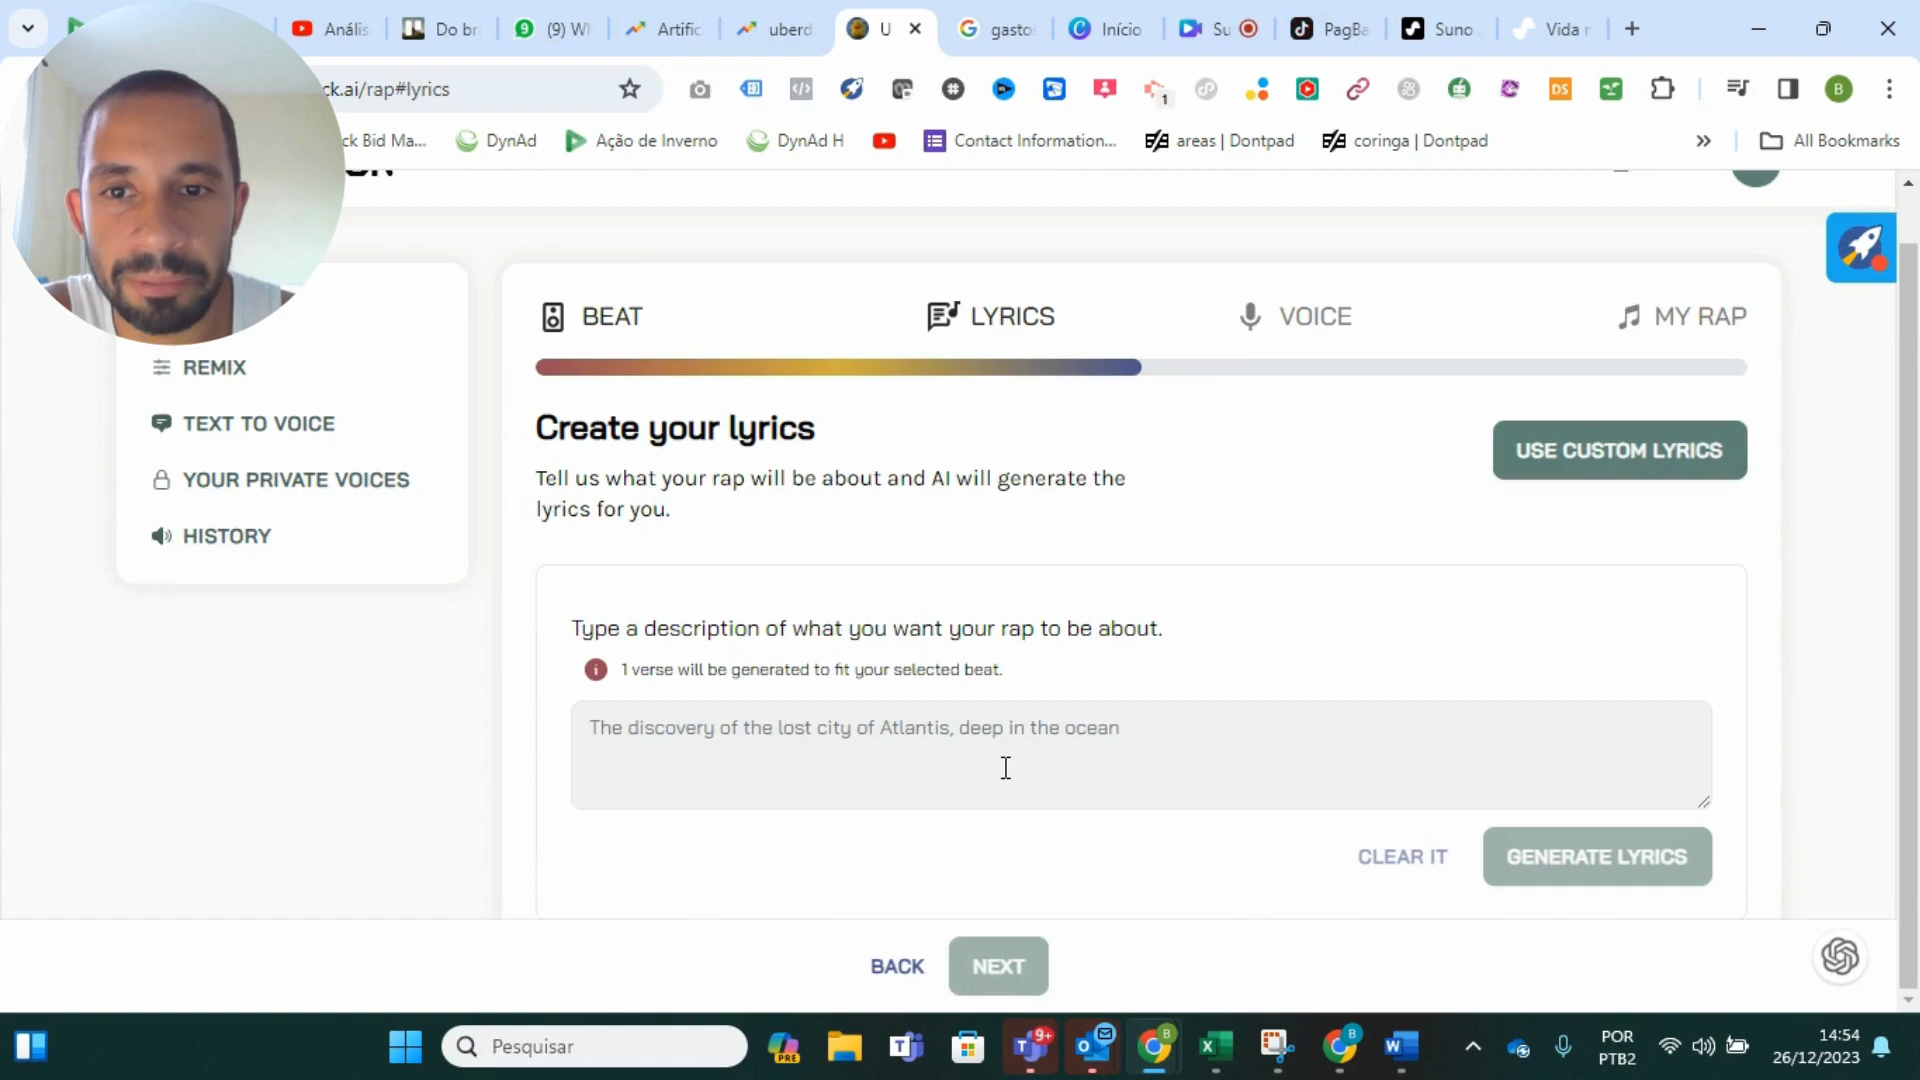 Anális
Do br
(9) W
Artific
uberd
U
gasto
Início
Su
PagBa
Suno
Vida r
ck.ai/rap#lyrics
ck Bid Ma...
DynAd
Ação de Inverno
DynAd H
Contact Information...
areas | Dontpad
coringa | Dontpad
All Bookmarks
BEAT
LYRICS
VOICE
MY RAP
REMIX
TEXT TO VOICE
YOUR PRIVATE VOICES
HISTORY
Create your lyrics
USE CUSTOM LYRICS
Tell us what your rap will be about and AI will generate the
lyrics for you.
Type a description of what you want your rap to be about.
1 verse will be generated to fit your selected beat.
The discovery of the lost city of Atlantis, deep in the ocean
CLEAR IT
GENERATE LYRICS
BACK
NEXT
Pesquisar
POR
PTB2
14:54
26/12/2023